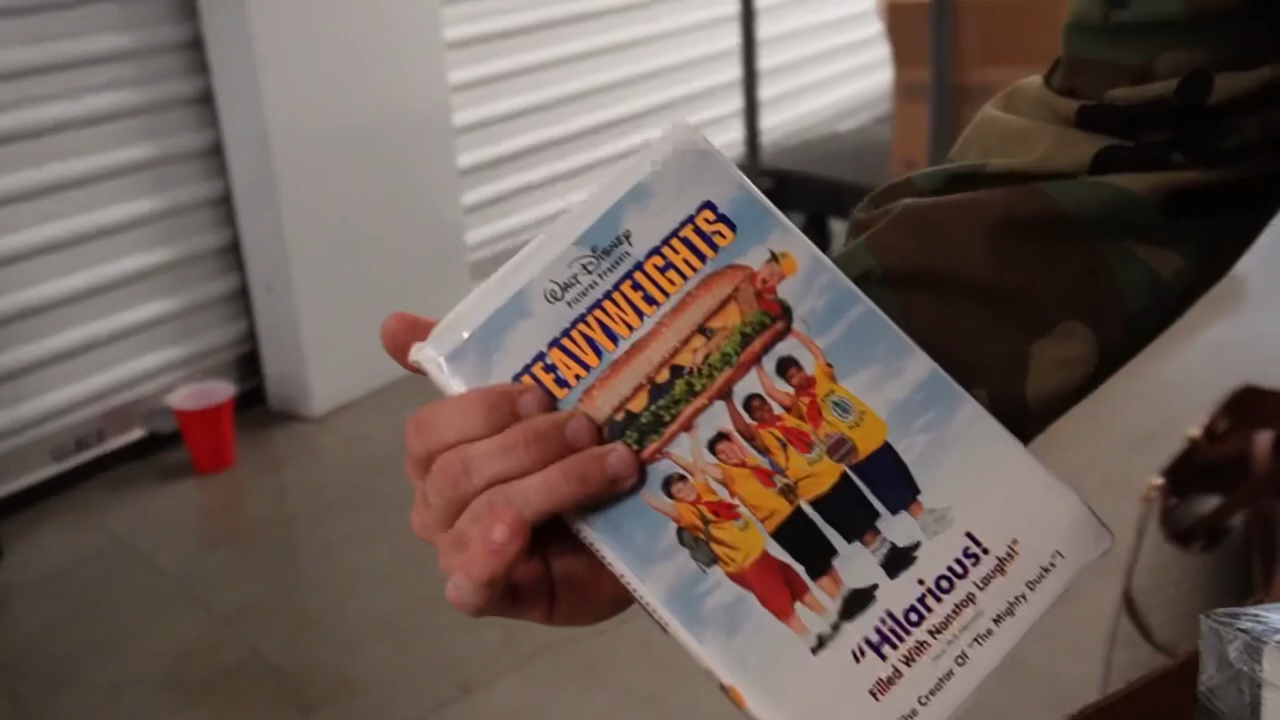 Walt Disney
Pictures Presents
HEAVYWEIGHTS
"Hilarious!
Filled With Nonstop Laughs!"
The Creator Of "The Mighty Ducks"!